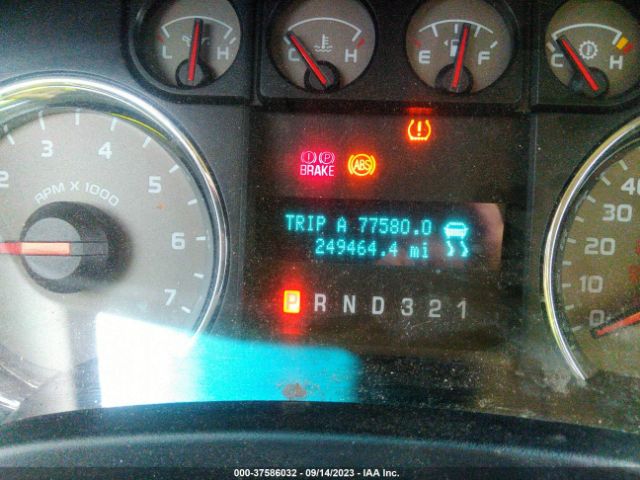 L H C H E F C H
BRAKE ABS
TRIP A 77580.0
249464.4 mi
P R N D 3 2 1
2 3 4 5 6 7
RPM X 1000
40 30 20 10 0
000-37586032 - 09/14/2023 - IAA Inc.